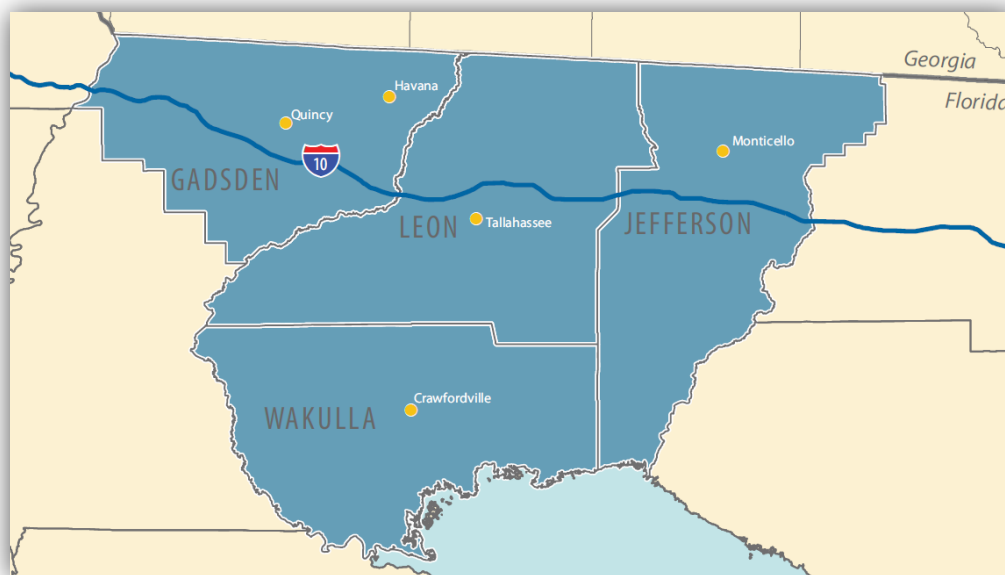 Georgia
Florida
Havana
Quincy
Monticello
10
GADSDEN
LEON
Tallahassee
JEFFERSON
Crawfordville
WAKULLA